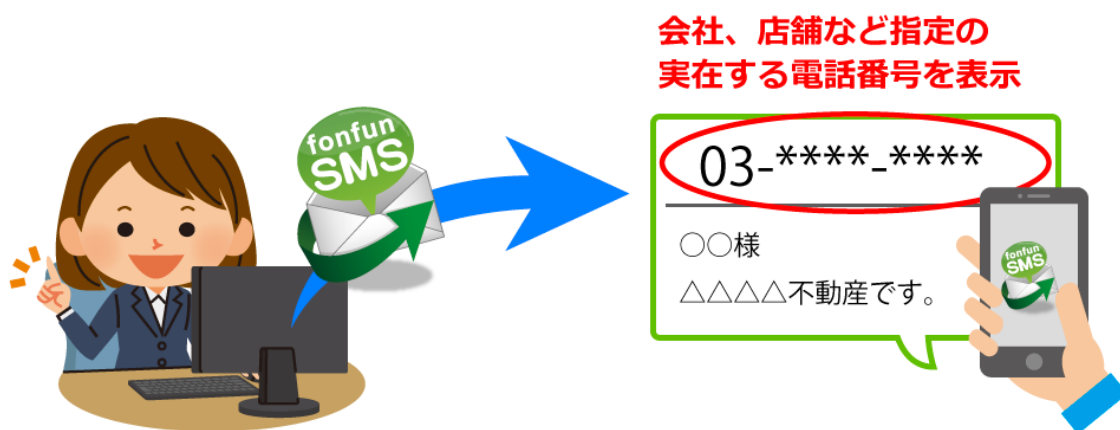 会社、店舗など指定の
実在する電話番号を表示
fonfun
SMS
03-****-****
○○様
△△△△不動産です。
fonfun
SMS